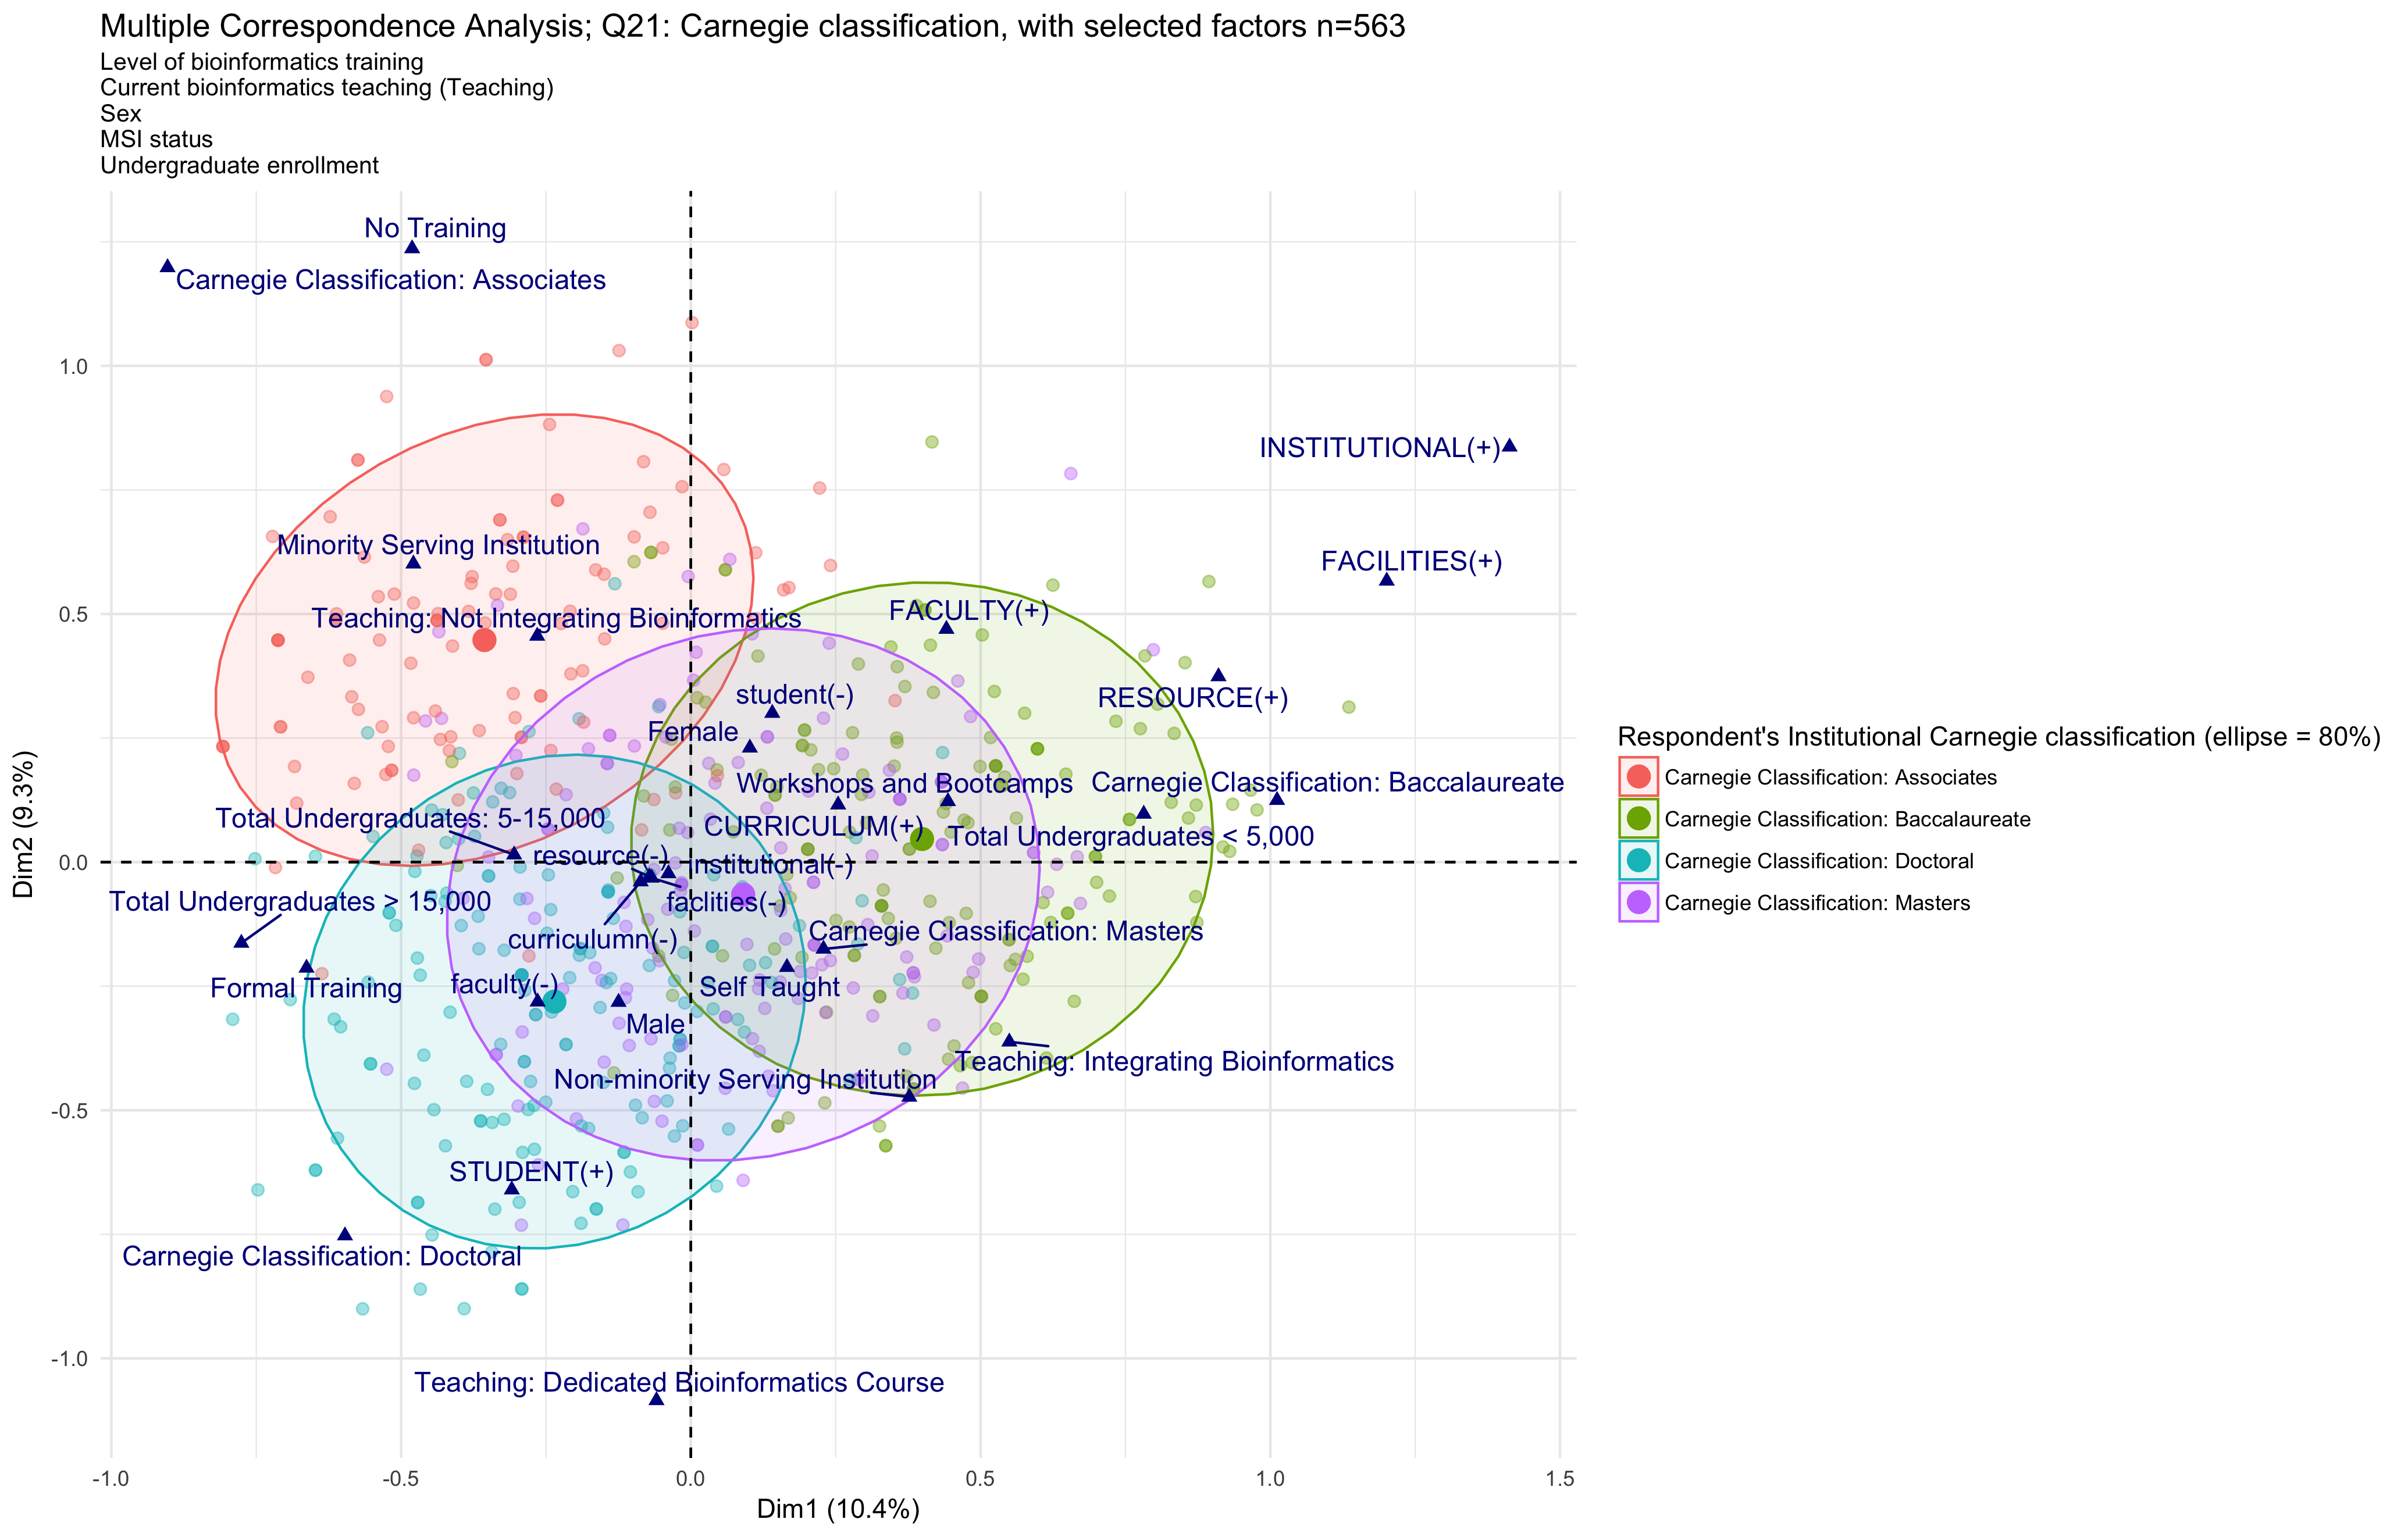 Multiple Correspondence Analysis; Q21: Carnegie classification, with selected factors n=563
Level of bioinformatics training
Current bioinformatics teaching (Teaching)
Sex
MSI status
Undergraduate enrollment
No Training
Carnegie Classification: Associates
INSTITUTIONAL(+)
FACILITIES(+)
Minority Serving Institution
FACULTY(+)
Teaching: Not Integrating Bioinformatics
RESOURCE(+)
student(-)
Female
Workshops and Bootcamps
Carnegie Classification: Baccalaureate
Total Undergraduates: 5-15,000
CURRICULUM(+)
Total Undergraduates < 5,000
resource(-)
institutional(-)
Total Undergraduates > 15,000
faclities(-)
curriculumn(-)
Carnegie Classification: Masters
Formal Training
faculty(-)
Self Taught
Male
Teaching: Integrating Bioinformatics
Non-minority Serving Institution
STUDENT(+)
Carnegie Classification: Doctoral
Teaching: Dedicated Bioinformatics Course
1.0
0.5
0.0
-0.5
-1.0
Dim2 (9.3%)
-1.0
-0.5
0.0
0.5
1.0
1.5
Dim1 (10.4%)
Respondent's Institutional Carnegie classification (ellipse = 80%)
Carnegie Classification: Associates
Carnegie Classification: Baccalaureate
Carnegie Classification: Doctoral
Carnegie Classification: Masters